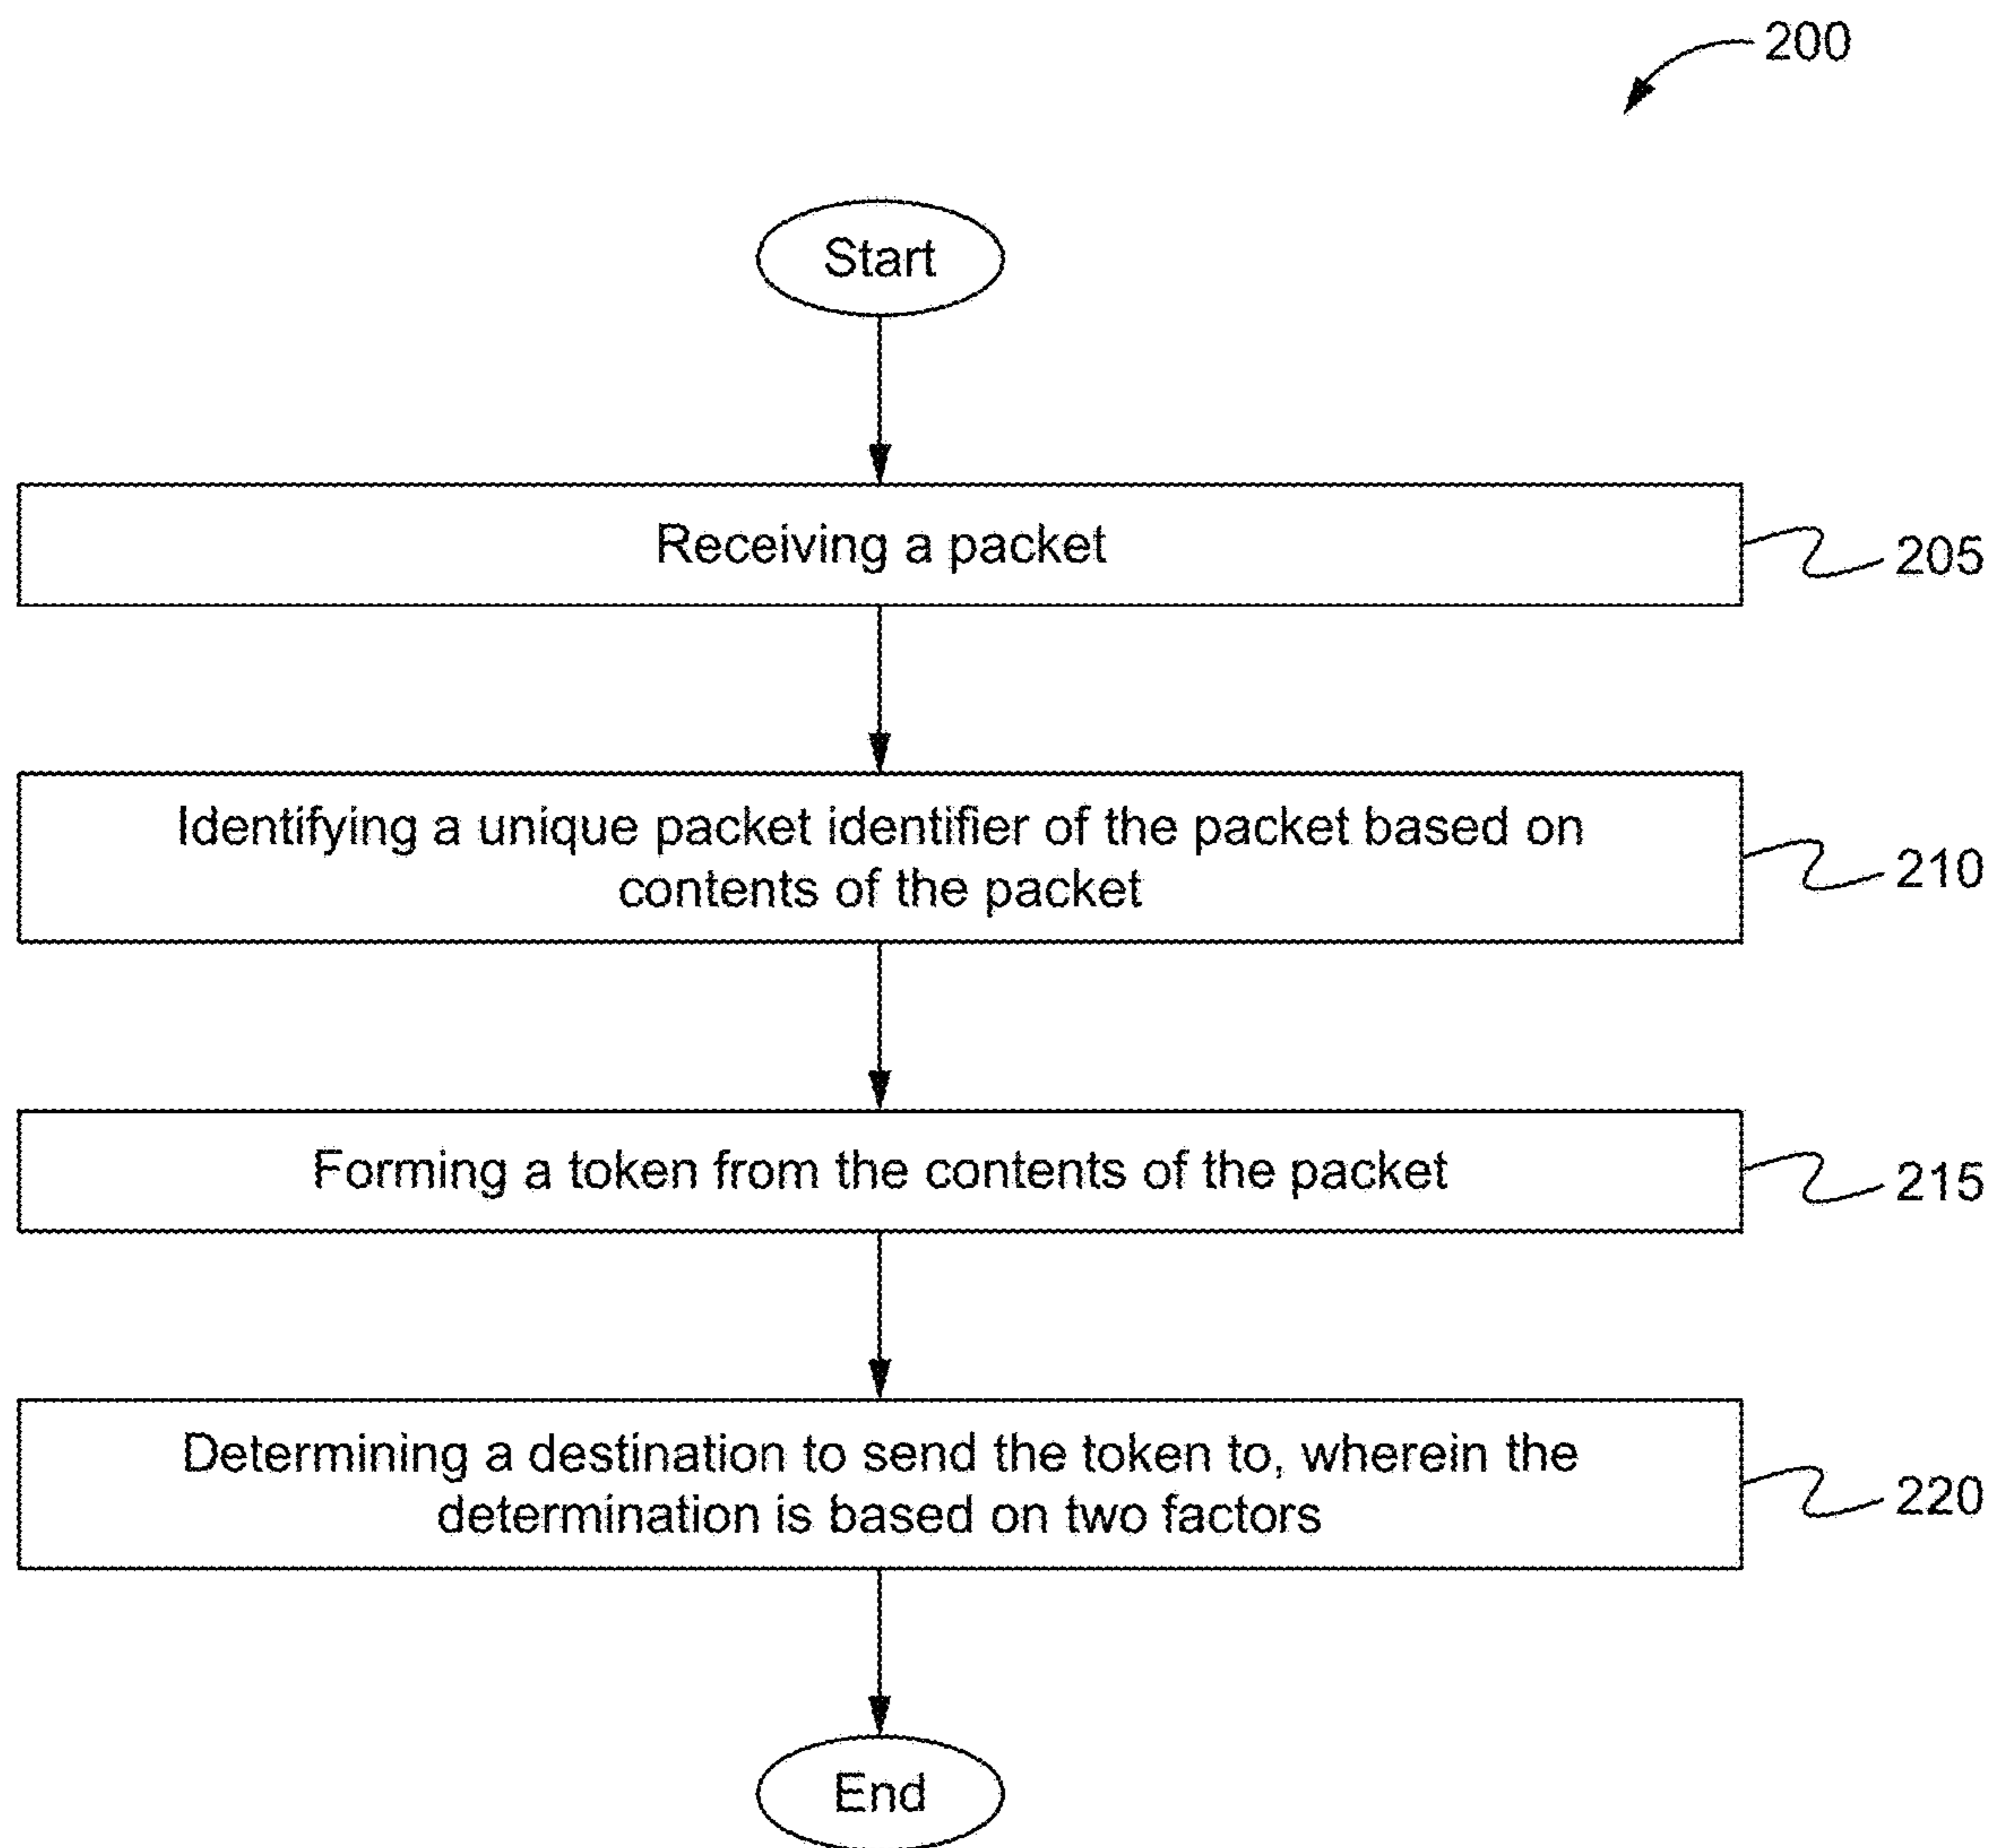 200
Start
Receiving a packet
205
Identifying a unique packet identifier of the packet based on
contents of the packet
210
Forming a token from the contents of the packet
215
Determining a destination to send the token to, wherein the
determination is based on two factors
220
End